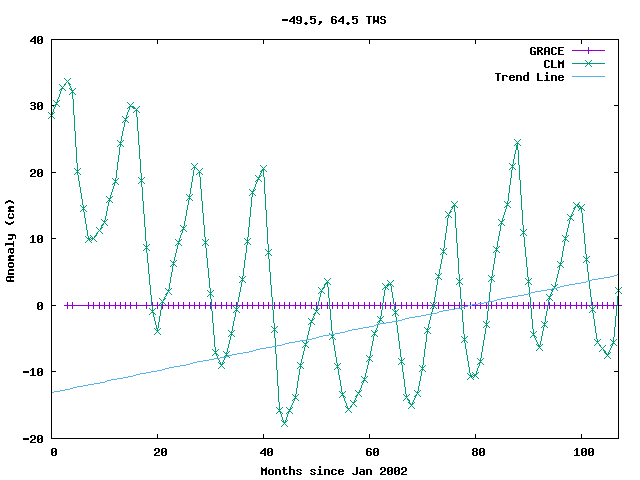 -49.5, 64.5 TWS
GRACE
CLM
Trend Line
40
30
20
10
0
-10
-20
Anomaly (cm)
0 20 40 60 80 100
Months since Jan 2002